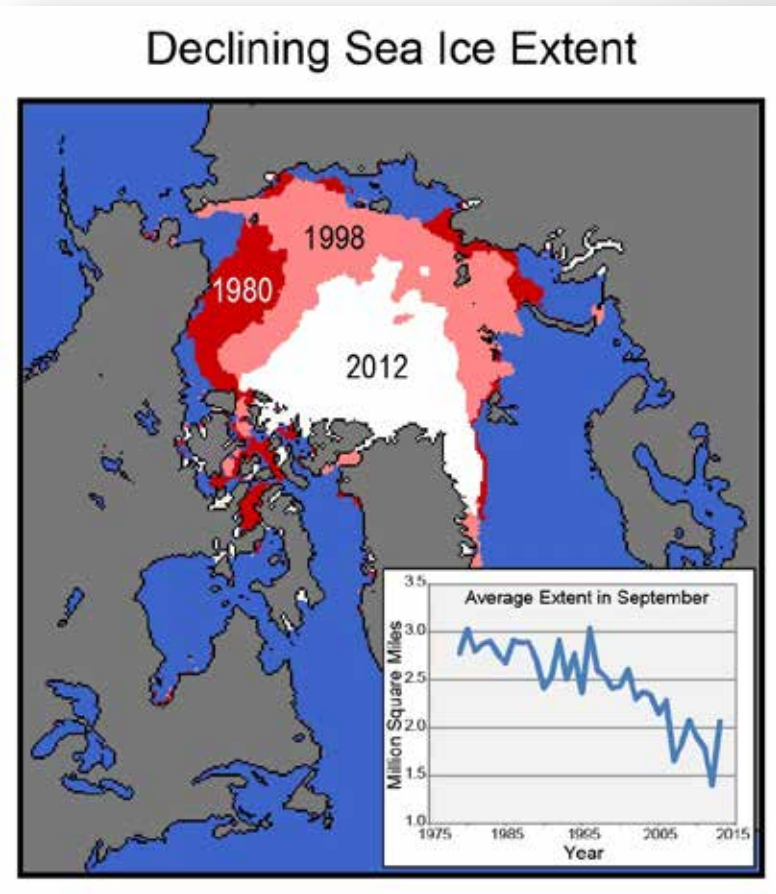 Declining Sea Ice Extent
1998
1980
2012
Average Extent in September
Million Square Miles
3.5
3.0
2.5
2.0
1.5
1.0
1975 1985 1995 2005 2015
Year